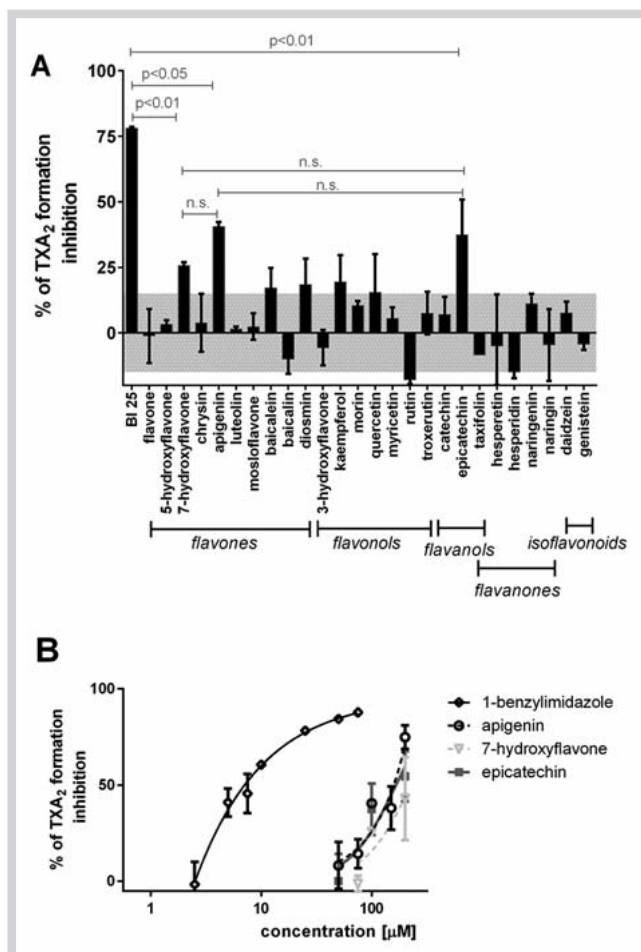 A
p<0.01
p<0.05
p<0.01
n.s.
n.s.
n.s.
% of TXA₂ formation
inhibition
100
75
50
25
0
BI 25
flavone
5-hydroxyflavone
7-hydroxyflavone
chrysin
apigenin
luteolin
mosloflavone
baicalein
baicalin
diosmin
3-hydroxyflavone
kaempferol
morin
quercetin
myricetin
rutin
troxerutin
catechin
epicatechin
taxifolin
hesperetin
hesperidin
naringenin
naringin
daidzein
genistein
flavones
flavonols
flavanols
isoflavonoids
flavanones
B
% of TXA₂ formation
inhibition
100
50
0
1
10
100
concentration [µM]
1-benzylimidazole
apigenin
7-hydroxyflavone
epicatechin